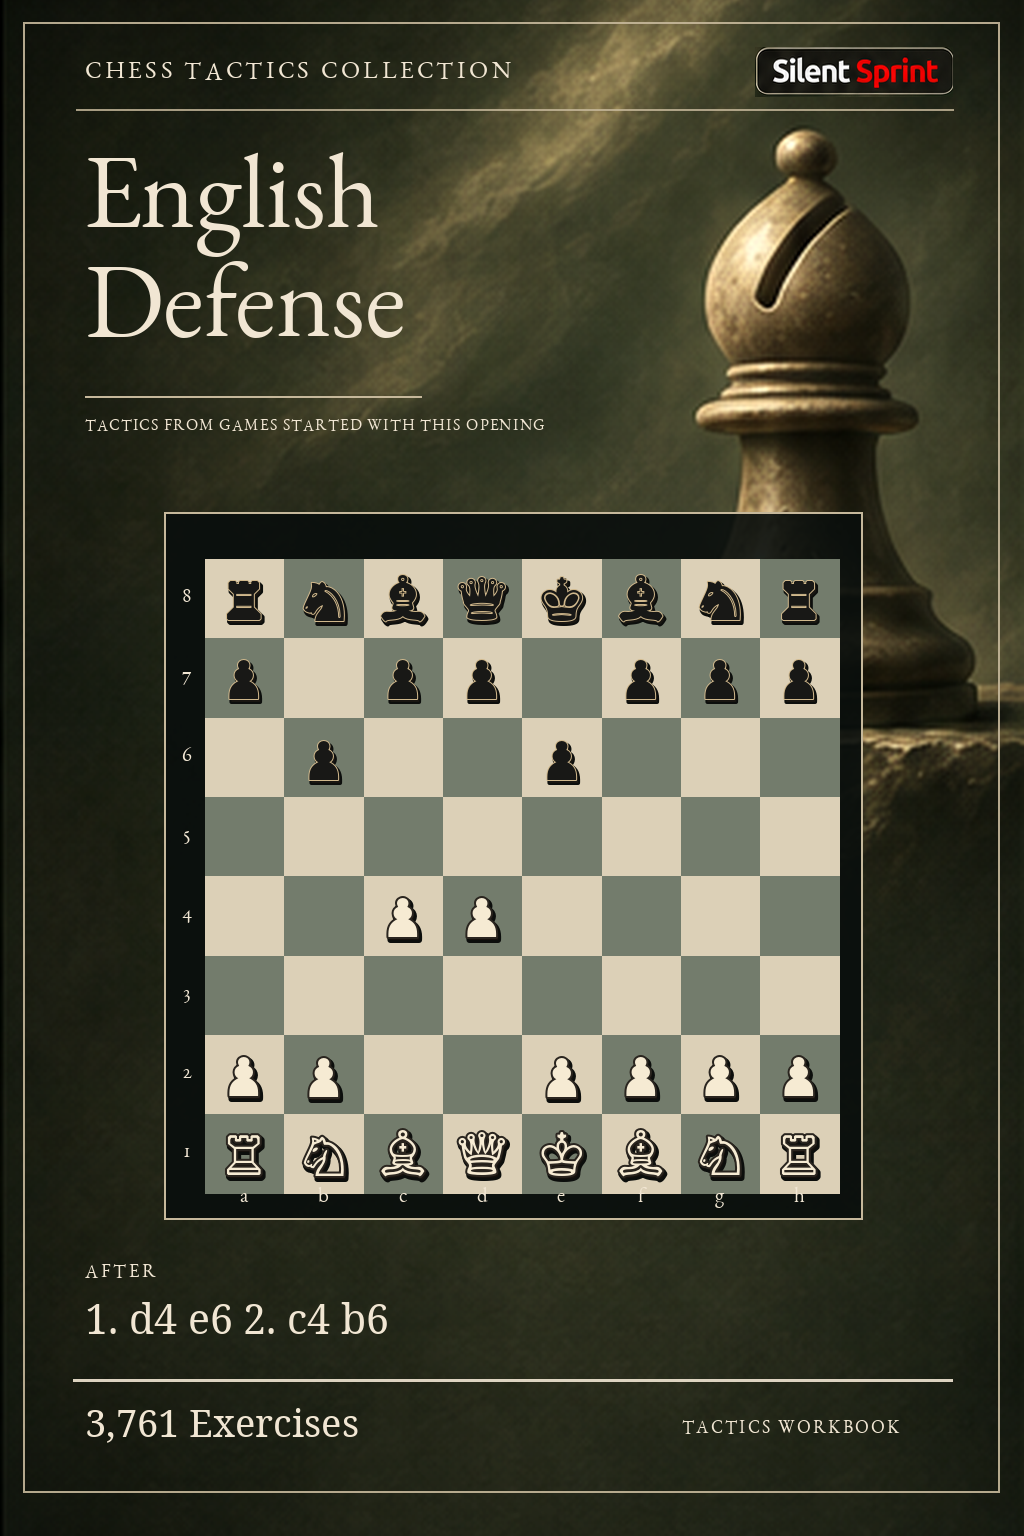 CHESS TACTICS COLLECTION
Silent Sprint
English
Defense
TACTICS FROM GAMES STARTED WITH THIS OPENING
8
7
6
5
4
3
2
1
a b c d e f g h
AFTER
1. d4 e6 2. c4 b6
3,761 Exercises
TACTICS WORKBOOK